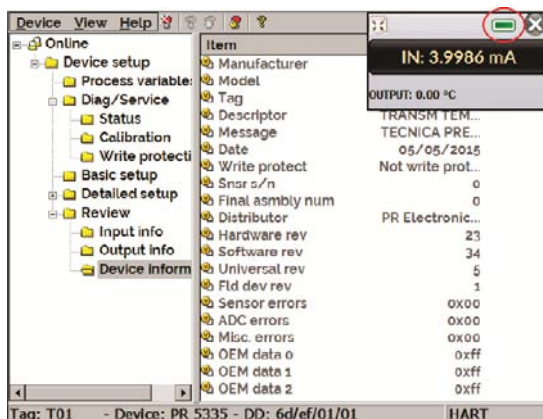 Device View Help
Online
Device setup
Process variable
Diag/Service
Status
Calibration
Write protecti
Basic setup
Detailed setup
Review
Input info
Output info
Device inform
Item
Manufacturer
Model
Tag
Descriptor TRANSM TEM...
Message TECNICA PRE...
Date 05/05/2015
Write protect Not write prot...
Snsr s/n 0
Final asmbly num 0
Distributor PR Electronic...
Hardware rev 23
Software rev 34
Universal rev 5
Fld dev rev 1
Sensor errors 0x00
ADC errors 0x00
Misc. errors 0x00
OEM data 0 0xff
OEM data 1 0xff
OEM data 2 0xff
IN: 3.9986 mA
OUTPUT: 0.00 ºC
Tag: T01 - Device: PR 5335 - DD: 6d/ef/01/01 HART